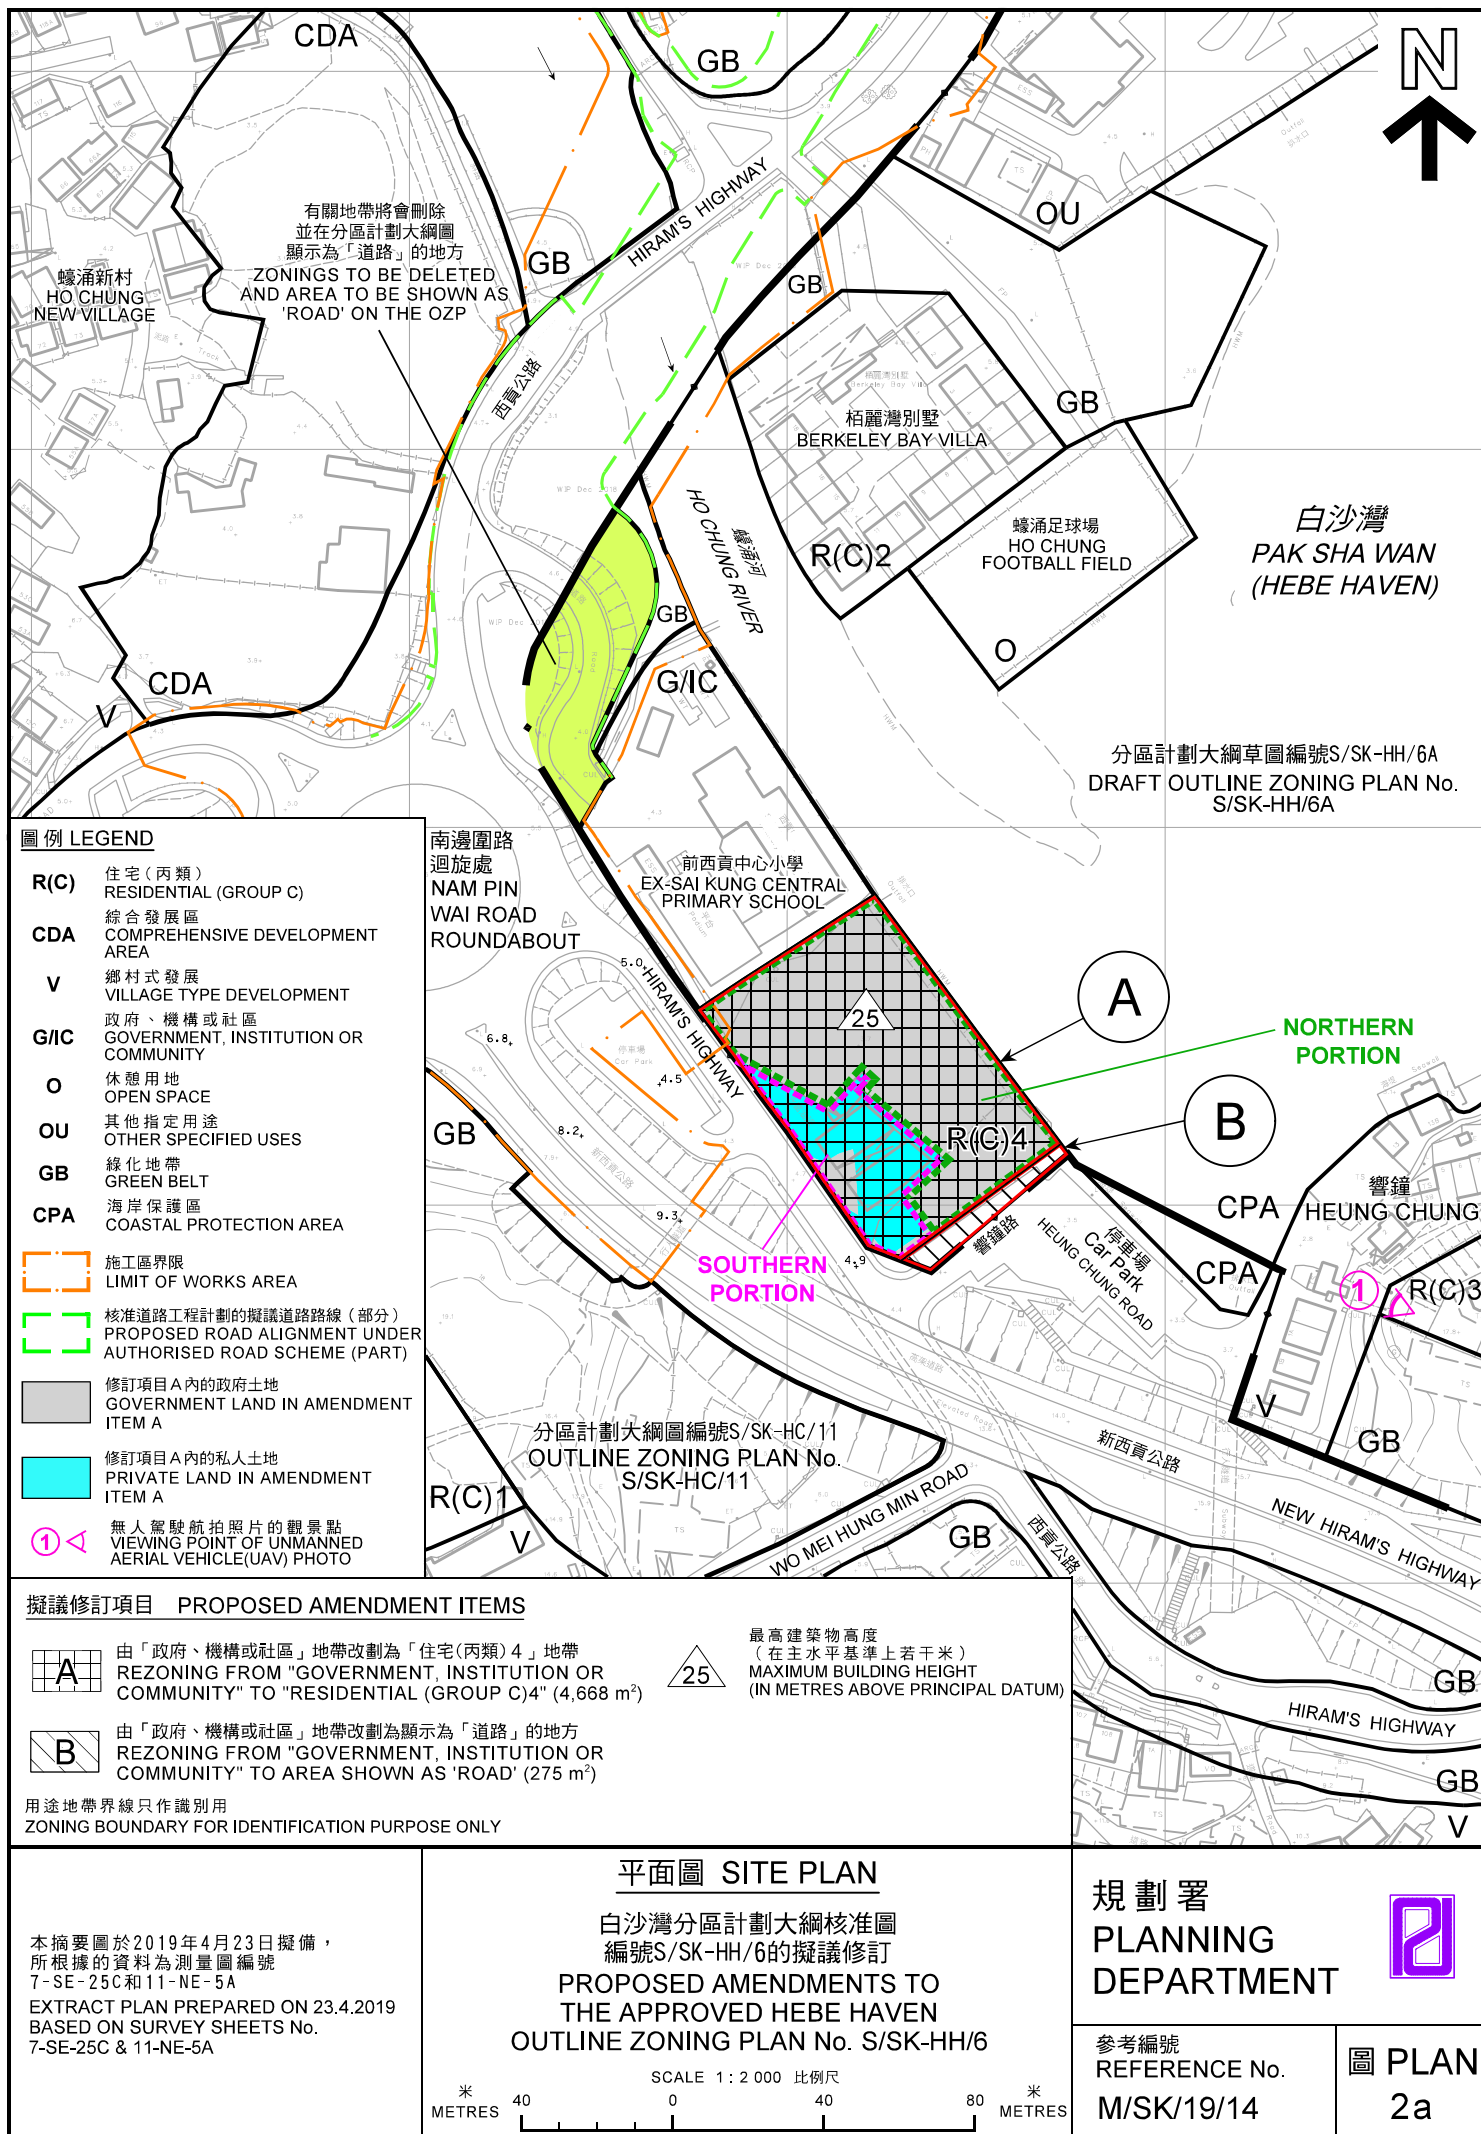 CDA
GB
N
HIRAM'S HIGHWAY
OU
有關地帶將會刪除
並在分區計劃大綱圖
顯示為「道路」的地方
ZONINGS TO BE DELETED
AND AREA TO BE SHOWN AS
'ROAD' ON THE OZP
GB
GB
蠔涌新村
HO CHUNG
NEW VILLAGE
西貢公路
GB
栢麗灣別墅
BERKELEY BAY VILLA
HO CHUNG RIVER
蠔涌河
R(C)2
蠔涌足球場
HO CHUNG
FOOTBALL FIELD
白沙灣
PAK SHA WAN
(HEBE HAVEN)
GB
O
G/IC
CDA
V
分區計劃大綱草圖編號S/SK-HH/6A
DRAFT OUTLINE ZONING PLAN No.
S/SK-HH/6A
南邊圍路
迴旋處
NAM PIN
WAI ROAD
ROUNDABOUT
前西貢中心小學
EX-SAI KUNG CENTRAL
PRIMARY SCHOOL
5.0
HIRAM'S HIGHWAY
A
25
NORTHERN
PORTION
6.8
停車場
Car Park
4.5
B
GB
8.2
新西貢公路
R(C)4
9.3
SOUTHERN
PORTION
4.9
響鐘路
HEUNG CHUNG ROAD
停車場
Car Park
CPA
CPA
響鐘
HEUNG CHUNG
1
R(C)3
V
GB
分區計劃大綱圖編號S/SK-HC/11
OUTLINE ZONING PLAN No.
S/SK-HC/11
新西貢公路
NEW HIRAM'S HIGHWAY
R(C)1
V
WO MEI HUNG MIN ROAD
GB
西貢公路
GB
HIRAM'S HIGHWAY
GB
V
圖例 LEGEND
R(C)
住宅（丙類）
RESIDENTIAL (GROUP C)
CDA
綜合發展區
COMPREHENSIVE DEVELOPMENT
AREA
V
鄉村式發展
VILLAGE TYPE DEVELOPMENT
G/IC
政府、機構或社區
GOVERNMENT, INSTITUTION OR
COMMUNITY
O
休憩用地
OPEN SPACE
OU
其他指定用途
OTHER SPECIFIED USES
GB
綠化地帶
GREEN BELT
CPA
海岸保護區
COASTAL PROTECTION AREA
施工區界限
LIMIT OF WORKS AREA
核准道路工程計劃的擬議道路路線（部分）
PROPOSED ROAD ALIGNMENT UNDER
AUTHORISED ROAD SCHEME (PART)
修訂項目A內的政府土地
GOVERNMENT LAND IN AMENDMENT
ITEM A
修訂項目A內的私人土地
PRIVATE LAND IN AMENDMENT
ITEM A
1
無人駕駛航拍照片的觀景點
VIEWING POINT OF UNMANNED
AERIAL VEHICLE(UAV) PHOTO
擬議修訂項目 PROPOSED AMENDMENT ITEMS
A
由「政府、機構或社區」地帶改劃為「住宅(丙類)4」地帶
REZONING FROM "GOVERNMENT, INSTITUTION OR
COMMUNITY" TO "RESIDENTIAL (GROUP C)4" (4,668 m²)
25
最高建築物高度
（在主水平基準上若干米）
MAXIMUM BUILDING HEIGHT
(IN METRES ABOVE PRINCIPAL DATUM)
B
由「政府、機構或社區」地帶改劃為顯示為「道路」的地方
REZONING FROM "GOVERNMENT, INSTITUTION OR
COMMUNITY" TO AREA SHOWN AS 'ROAD' (275 m²)
用途地帶界線只作識別用
ZONING BOUNDARY FOR IDENTIFICATION PURPOSE ONLY
本摘要圖於2019年4月23日擬備，
所根據的資料為測量圖編號
7-SE-25C和11-NE-5A
EXTRACT PLAN PREPARED ON 23.4.2019
BASED ON SURVEY SHEETS No.
7-SE-25C & 11-NE-5A
平面圖 SITE PLAN
白沙灣分區計劃大綱核准圖
編號S/SK-HH/6的擬議修訂
PROPOSED AMENDMENTS TO
THE APPROVED HEBE HAVEN
OUTLINE ZONING PLAN No. S/SK-HH/6
SCALE 1 : 2 000 比例尺
米
METRES
40
0
40
80
米
METRES
規劃署
PLANNING
DEPARTMENT
參考編號
REFERENCE No.
M/SK/19/14
圖 PLAN
2a